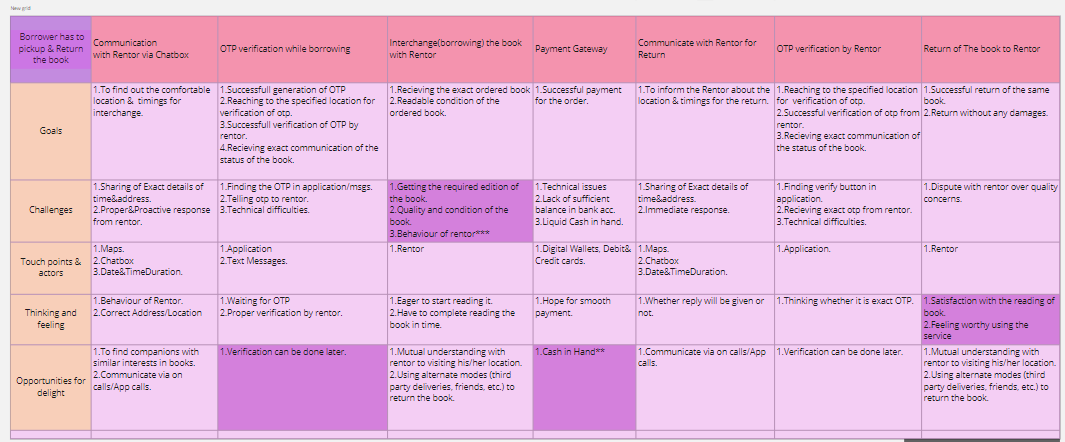 New grid
Borrower has to
pickup & Return
the book
Communication
with Rentor via Chatbox
OTP verification while borrowing
Interchange(borrowing) the book
with Rentor
Payment Gateway
Communicate with Rentor for
Return
OTP verification by Rentor
Return of The book to Rentor
Goals
1.To find out the comfortable
location & timings for
interchange.
1.Successfull generation of OTP
2.Reaching to the specified location for
verification of otp.
3.Successfull verification of OTP by
rentor.
4.Recieving exact communication of the
status of the book.
1.Recieving the exact ordered book
2.Readable condition of the
ordered book.
1.Successful payment
for the order.
1.To inform the Rentor about the
location & timings for the return.
1.Reaching to the specified location
for verification of otp.
2.Successful verification of otp from
rentor.
3.Recieving exact communication of
the status of the book.
1.Successful return of the same
book.
2.Return without any damages.
Challenges
1.Sharing of Exact details of
time&address.
2.Proper&Proactive response
from rentor.
1.Finding the OTP in application/msgs.
2.Telling otp to rentor.
3.Technical difficulties.
1.Getting the required edition of
the book.
2.Quality and condition of the
book.
3.Behaviour of rentor***
1.Technical issues
2.Lack of sufficient
balance in bank acc.
3.Liquid Cash in hand.
1.Sharing of Exact details of
time&address.
2.Immediate response.
1.Finding verify button in
application.
2.Recieving exact otp from rentor.
3.Technical difficulties.
1.Dispute with rentor over quality
concerns.
Touch points &
actors
1.Maps.
2.Chatbox
3.Date&TimeDuration.
1.Application
2.Text Messages.
1.Rentor
1.Digital Wallets, Debit&
Credit cards.
1.Maps.
2.Chatbox
3.Date&TimeDuration.
1.Application.
1.Rentor
Thinking and
feeling
1.Behaviour of Rentor.
2.Correct Address/Location
1.Waiting for OTP
2.Proper verification by rentor.
1.Eager to start reading it.
2.Have to complete reading the
book in time.
1.Hope for smooth
payment.
1.Whether reply will be given or
not.
1.Thinking whether it is exact OTP.
1.Satisfaction with the reading of
book.
2.Feeling worthy using the
service
Opportunities for
delight
1.To find companions with
similar interests in books.
2.Communicate via on
calls/App calls.
1.Verification can be done later.
1.Mutual understanding with
rentor to visiting his/her location.
2.Using alternate modes (third
party deliveries, friends, etc.) to
return the book.
1.Cash in Hand**
1.Communicate via on calls/App
calls.
1.Verification can be done later.
1.Mutual understanding with
rentor to visiting his/her location.
2.Using alternate modes (third
party deliveries, friends, etc.) to
return the book.